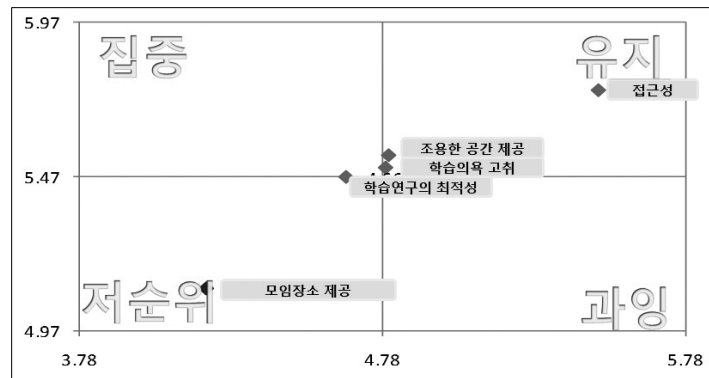 5.97
집중
유지
접근성
조용한 공간 제공
학습의욕 고취
5.47
학습연구의 최적성
저순위
모임장소 제공
과잉
4.97
3.78
4.78
5.78